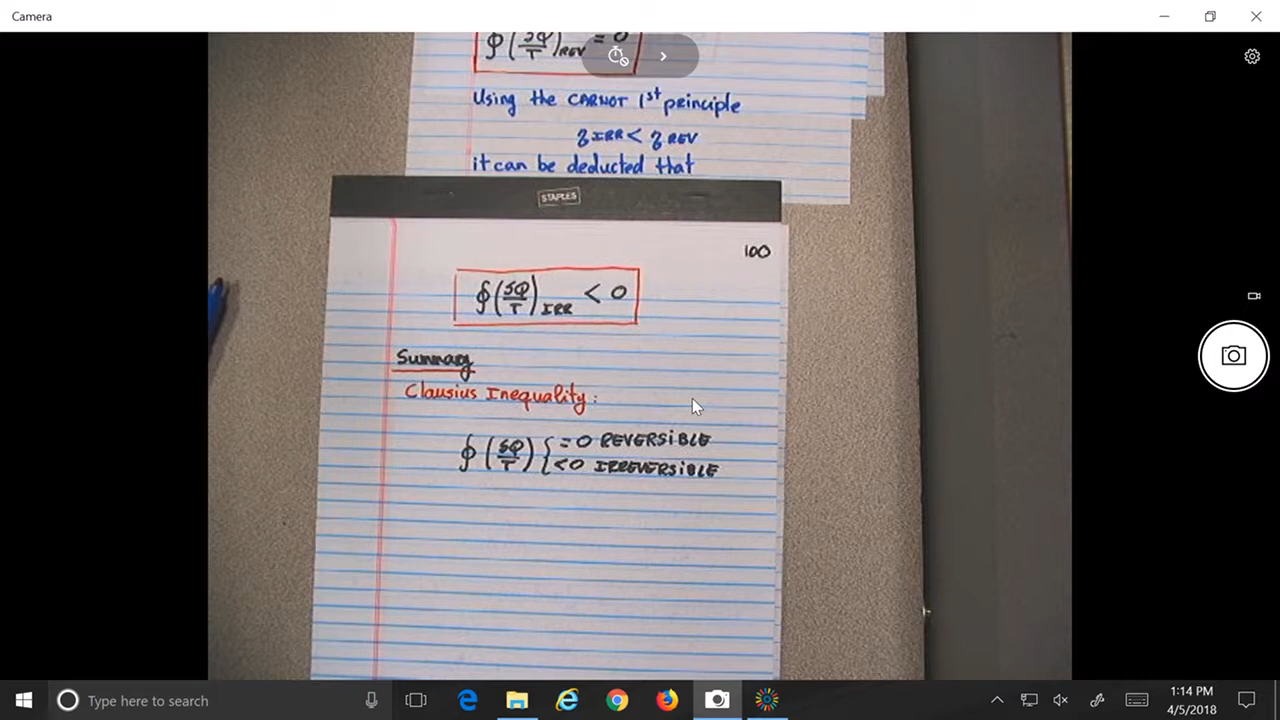 Camera
∮(δQ/T)REV = 0
Using the CARNOT 1st principle
ηIRR < ηREV
it can be deducted that
STAPLES
100
∮(δQ/T)IRR < 0
Summary
Clausius Inequality:
∮(δQ/T) { = 0 REVERSiBLE
< 0 IRREVERSiBLE
Type here to search
1:14 PM
4/5/2018